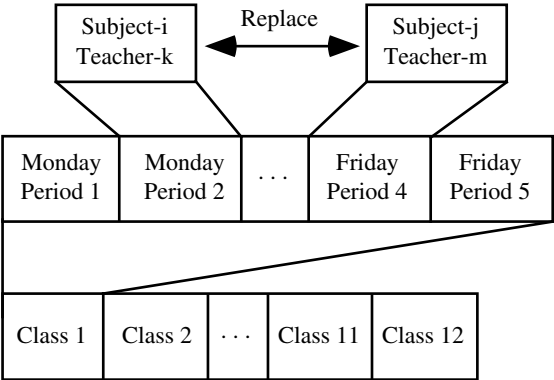 Subject-i
Teacher-k
Replace
Subject-j
Teacher-m
Monday
Period 1
Monday
Period 2
. . .
Friday
Period 4
Friday
Period 5
Class 1
Class 2
. . .
Class 11
Class 12